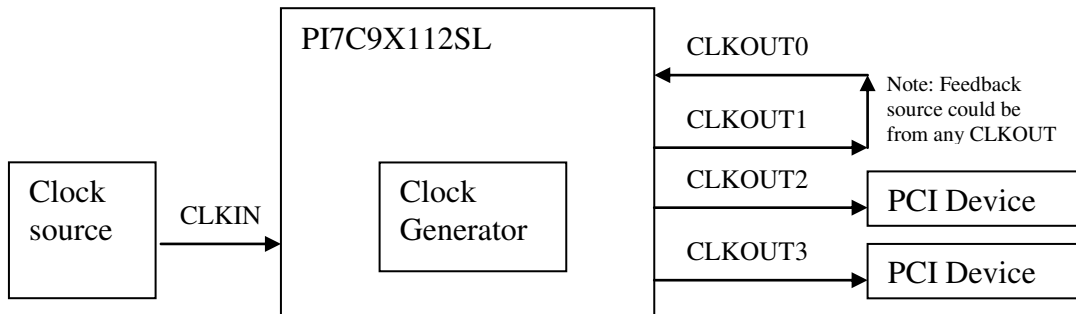 PI7C9X112SL
CLKOUT0
Note: Feedback
source could be
from any CLKOUT
CLKOUT1
Clock
source
CLKIN
Clock
Generator
CLKOUT2
PCI Device
CLKOUT3
PCI Device